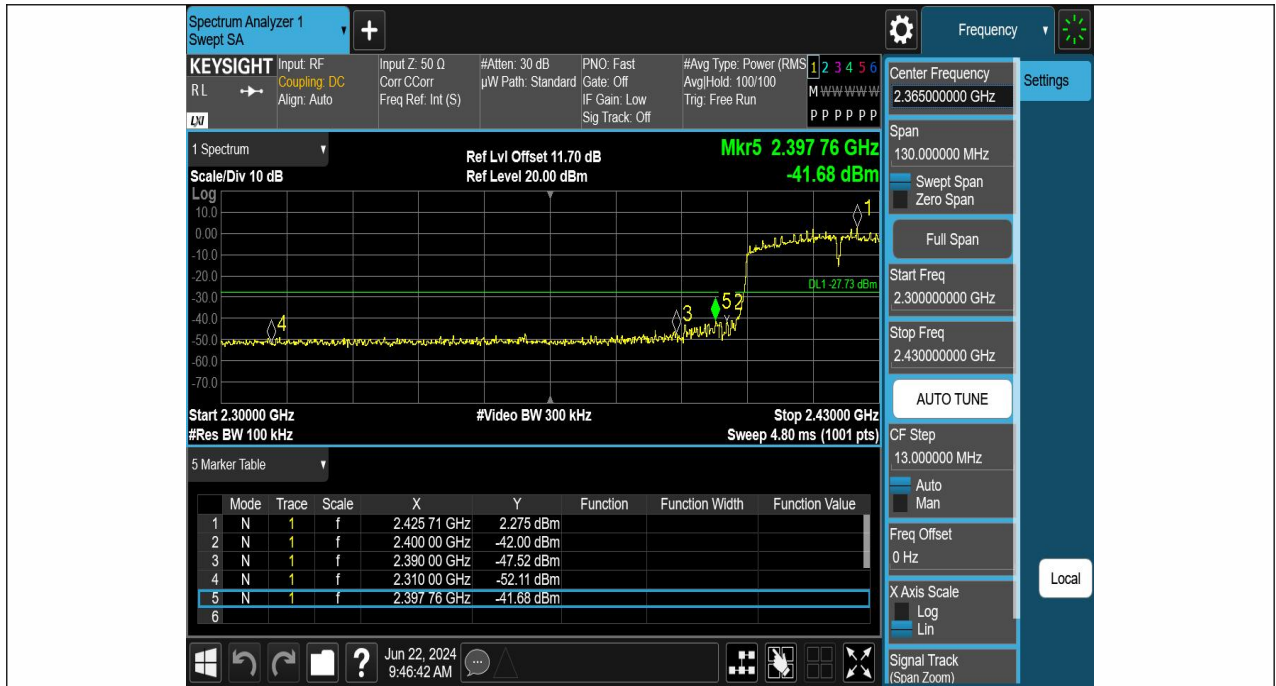 Spectrum Analyzer 1
Swept SA
+
Frequency
KEYSIGHT
RL
LXI
Input: RF
Coupling: DC
Align: Auto
Input Z: 50 Ω
Corr CCorr
Freq Ref: Int (S)
#Atten: 30 dB
µW Path: Standard
PNO: Fast
Gate: Off
IF Gain: Low
Sig Track: Off
#Avg Type: Power (RMS
Avg|Hold: 100/100
Trig: Free Run
1 2 3 4 5 6
M W W W W W
P P P P P P
1 Spectrum
Scale/Div 10 dB
Ref Lvl Offset 11.70 dB
Ref Level 20.00 dBm
Mkr5 2.397 76 GHz
-41.68 dBm
Log
10.0
0.00
-10.0
-20.0
-30.0
-40.0
-50.0
-60.0
-70.0
1
DL1 -27.73 dBm
5 2
3
4
Start 2.30000 GHz
#Video BW 300 kHz
Stop 2.43000 GHz
#Res BW 100 kHz
Sweep 4.80 ms (1001 pts)
5 Marker Table
Mode Trace Scale X Y Function Function Width Function Value
1 N 1 f 2.425 71 GHz 2.275 dBm
2 N 1 f 2.400 00 GHz -42.00 dBm
3 N 1 f 2.390 00 GHz -47.52 dBm
4 N 1 f 2.310 00 GHz -52.11 dBm
5 N 1 f 2.397 76 GHz -41.68 dBm
6
?
Jun 22, 2024
9:46:42 AM
Center Frequency
2.365000000 GHz
Settings
Span
130.000000 MHz
Swept Span
Zero Span
Full Span
Start Freq
2.300000000 GHz
Stop Freq
2.430000000 GHz
AUTO TUNE
CF Step
13.000000 MHz
Auto
Man
Freq Offset
0 Hz
X Axis Scale
Log
Lin
Local
Signal Track
(Span Zoom)